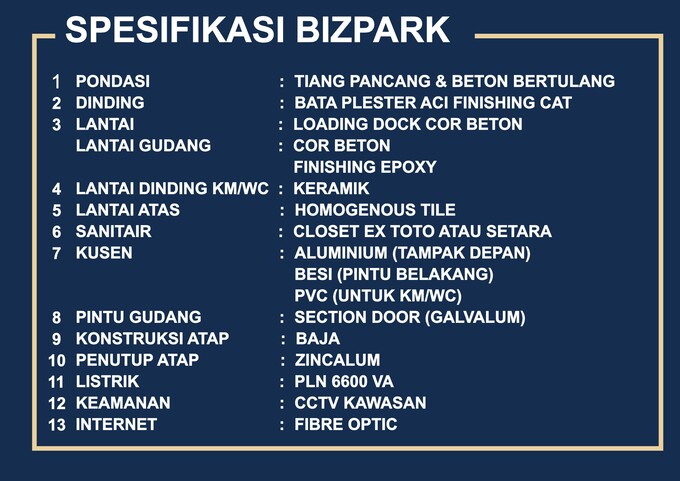 SPESIFIKASI BIZPARK
1 PONDASI : TIANG PANCANG & BETON BERTULANG
2 DINDING : BATA PLESTER ACI FINISHING CAT
3 LANTAI : LOADING DOCK COR BETON
LANTAI GUDANG : COR BETON
FINISHING EPOXY
4 LANTAI DINDING KM/WC : KERAMIK
5 LANTAI ATAS : HOMOGENOUS TILE
6 SANITAIR : CLOSET EX TOTO ATAU SETARA
7 KUSEN : ALUMINIUM (TAMPAK DEPAN)
BESI (PINTU BELAKANG)
PVC (UNTUK KM/WC)
8 PINTU GUDANG : SECTION DOOR (GALVALUM)
9 KONSTRUKSI ATAP : BAJA
10 PENUTUP ATAP : ZINCALUM
11 LISTRIK : PLN 6600 VA
12 KEAMANAN : CCTV KAWASAN
13 INTERNET : FIBRE OPTIC